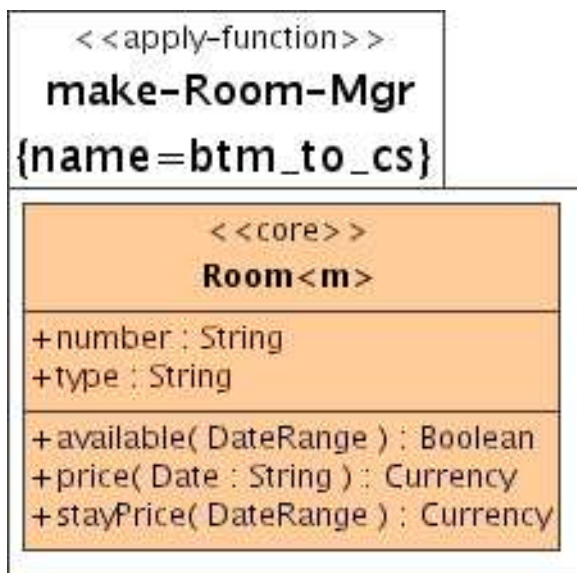 <<apply-function>>
make-Room-Mgr
{name=btm_to_cs}
<<core>>
Room<m>
+number : String
+type : String
+available( DateRange ) : Boolean
+price( Date : String ) : Currency
+stayPrice( DateRange ) : Currency